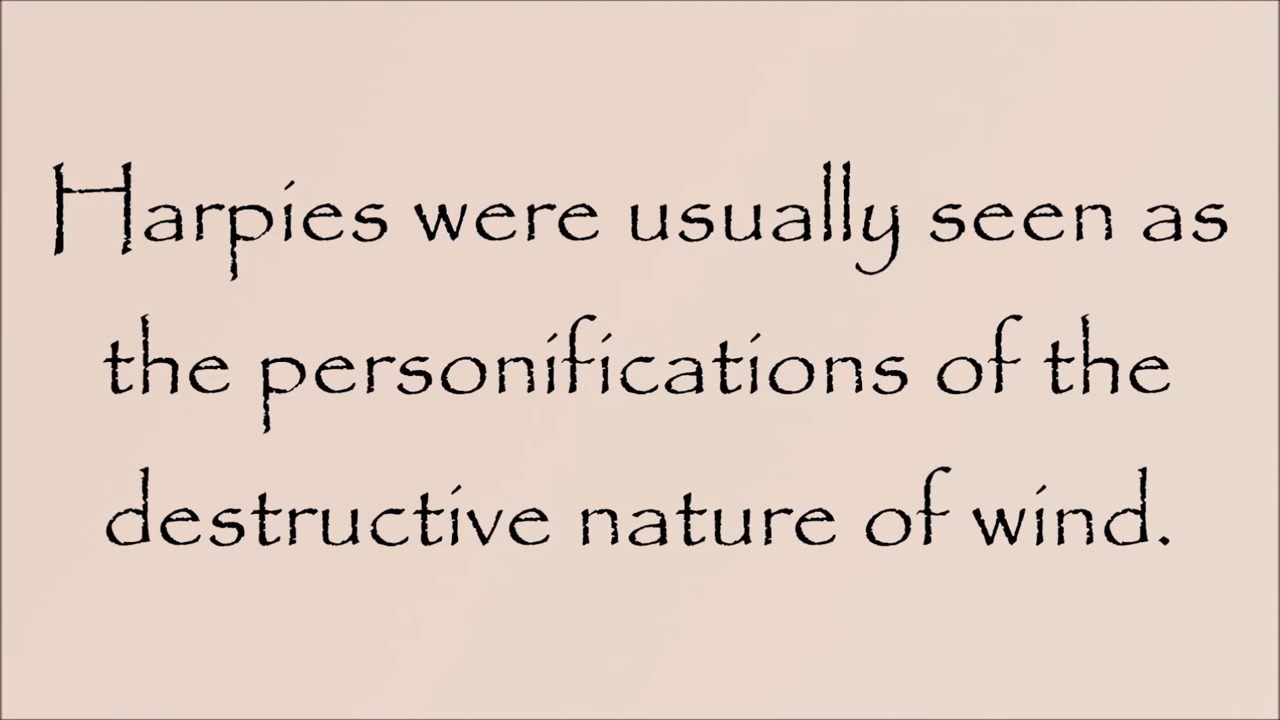 Harpies were usually seen as
the personifications of the
destructive nature of wind.